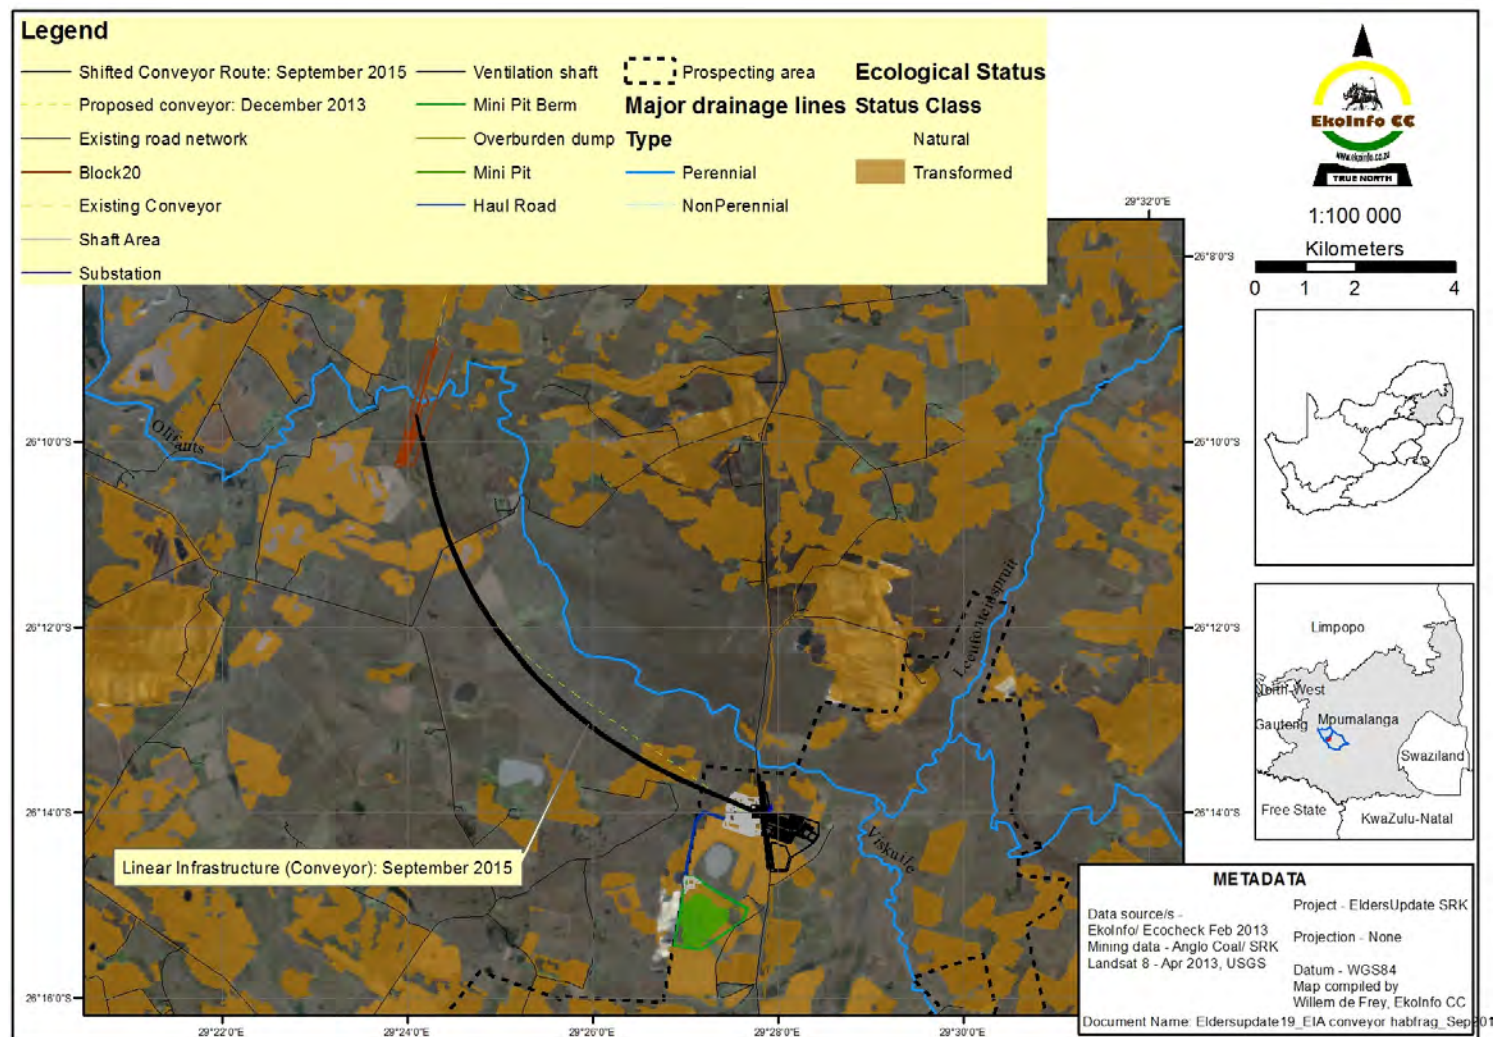 Legend
Shifted Conveyor Route: September 2015
Proposed conveyor: December 2013
Existing road network
Block20
Existing Conveyor
Shaft Area
Substation
Ventilation shaft
Mini Pit Berm
Overburden dump
Mini Pit
Haul Road
Prospecting area
Major drainage lines
Type
Perennial
NonPerennial
Ecological Status
Status Class
Natural
Transformed
EkoInfo CC
www.ekoinfo.co.za
TRUE NORTH
1:100 000
Kilometers
0 1 2 4
29°32'0"E
26°8'0"S
26°10'0"S
26°10'0"S
26°12'0"S
26°12'0"S
26°14'0"S
26°14'0"S
26°16'0"S
29°22'0"E
29°24'0"E
29°26'0"E
29°28'0"E
29°30'0"E
Olifants
Leeufonteinspruit
Viskuile
Linear Infrastructure (Conveyor): September 2015
Limpopo
North-West
Gauteng
Mpumalanga
Swaziland
Free State
KwaZulu-Natal
METADATA
Data source/s -
EkoInfo/ Ecocheck Feb 2013
Mining data - Anglo Coal/ SRK
Landsat 8 - Apr 2013, USGS
Project - EldersUpdate SRK
Projection - None
Datum - WGS84
Map compiled by
Willem de Frey, EkoInfo CC
Document Name: Eldersupdate19_EIA conveyor habfrag_Sep201